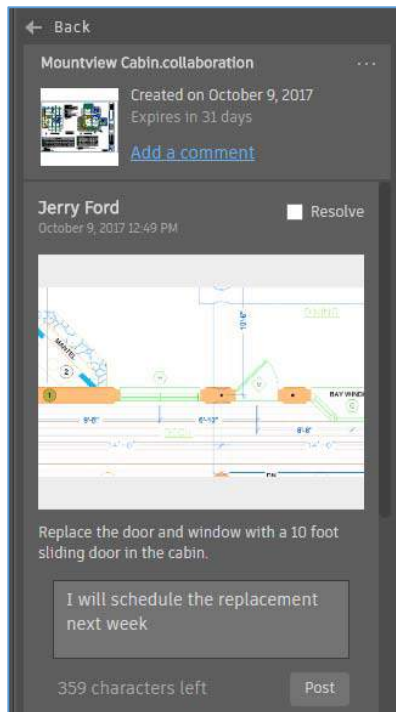 Back
Mountview Cabin.collaboration ...
Created on October 9, 2017
Expires in 31 days
Add a comment
Jerry Ford
Resolve
October 9, 2017 12:49 PM
DINING
10'-6"
MANTEL
2
1
BAY WIND
9'-6"
6'-10"
6'-6"
DN
Replace the door and window with a 10 foot
sliding door in the cabin.
I will schedule the replacement
next week
359 characters left
Post